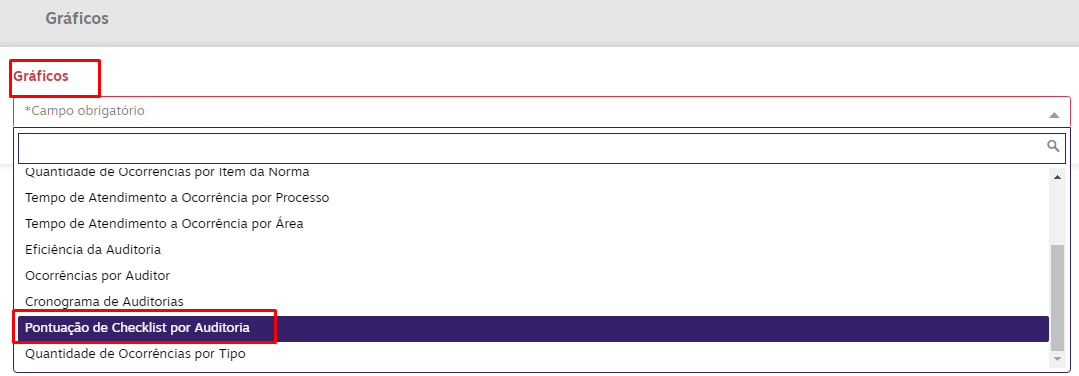 Gráficos
Gráficos
*Campo obrigatório
Quantidade de Ocorrências por Item da Norma
Tempo de Atendimento a Ocorrência por Processo
Tempo de Atendimento a Ocorrência por Área
Eficiência da Auditoria
Ocorrências por Auditor
Cronograma de Auditorias
Pontuação de Checklist por Auditoria
Quantidade de Ocorrências por Tipo